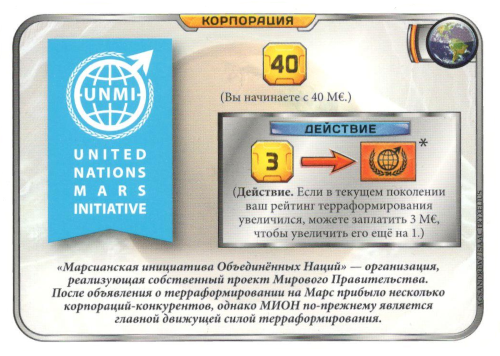 КОРПОРАЦИЯ
UNMI
UNITED
NATIONS
MARS
INITIATIVE
40
(Вы начинаете с 40 М€.)
ДЕЙСТВИЕ
3
*
(Действие. Если в текущем поколении
ваш рейтинг терраформирования
увеличился, можете заплатить 3 М€,
чтобы увеличить его ещё на 1.)
«Марсианская инициатива Объединённых Наций» — организация,
реализующая собственный проект Мирового Правительства.
После объявления о терраформировании на Марс прибыло несколько
корпораций-конкурентов, однако МИОН по-прежнему является
главной движущей силой терраформирования.